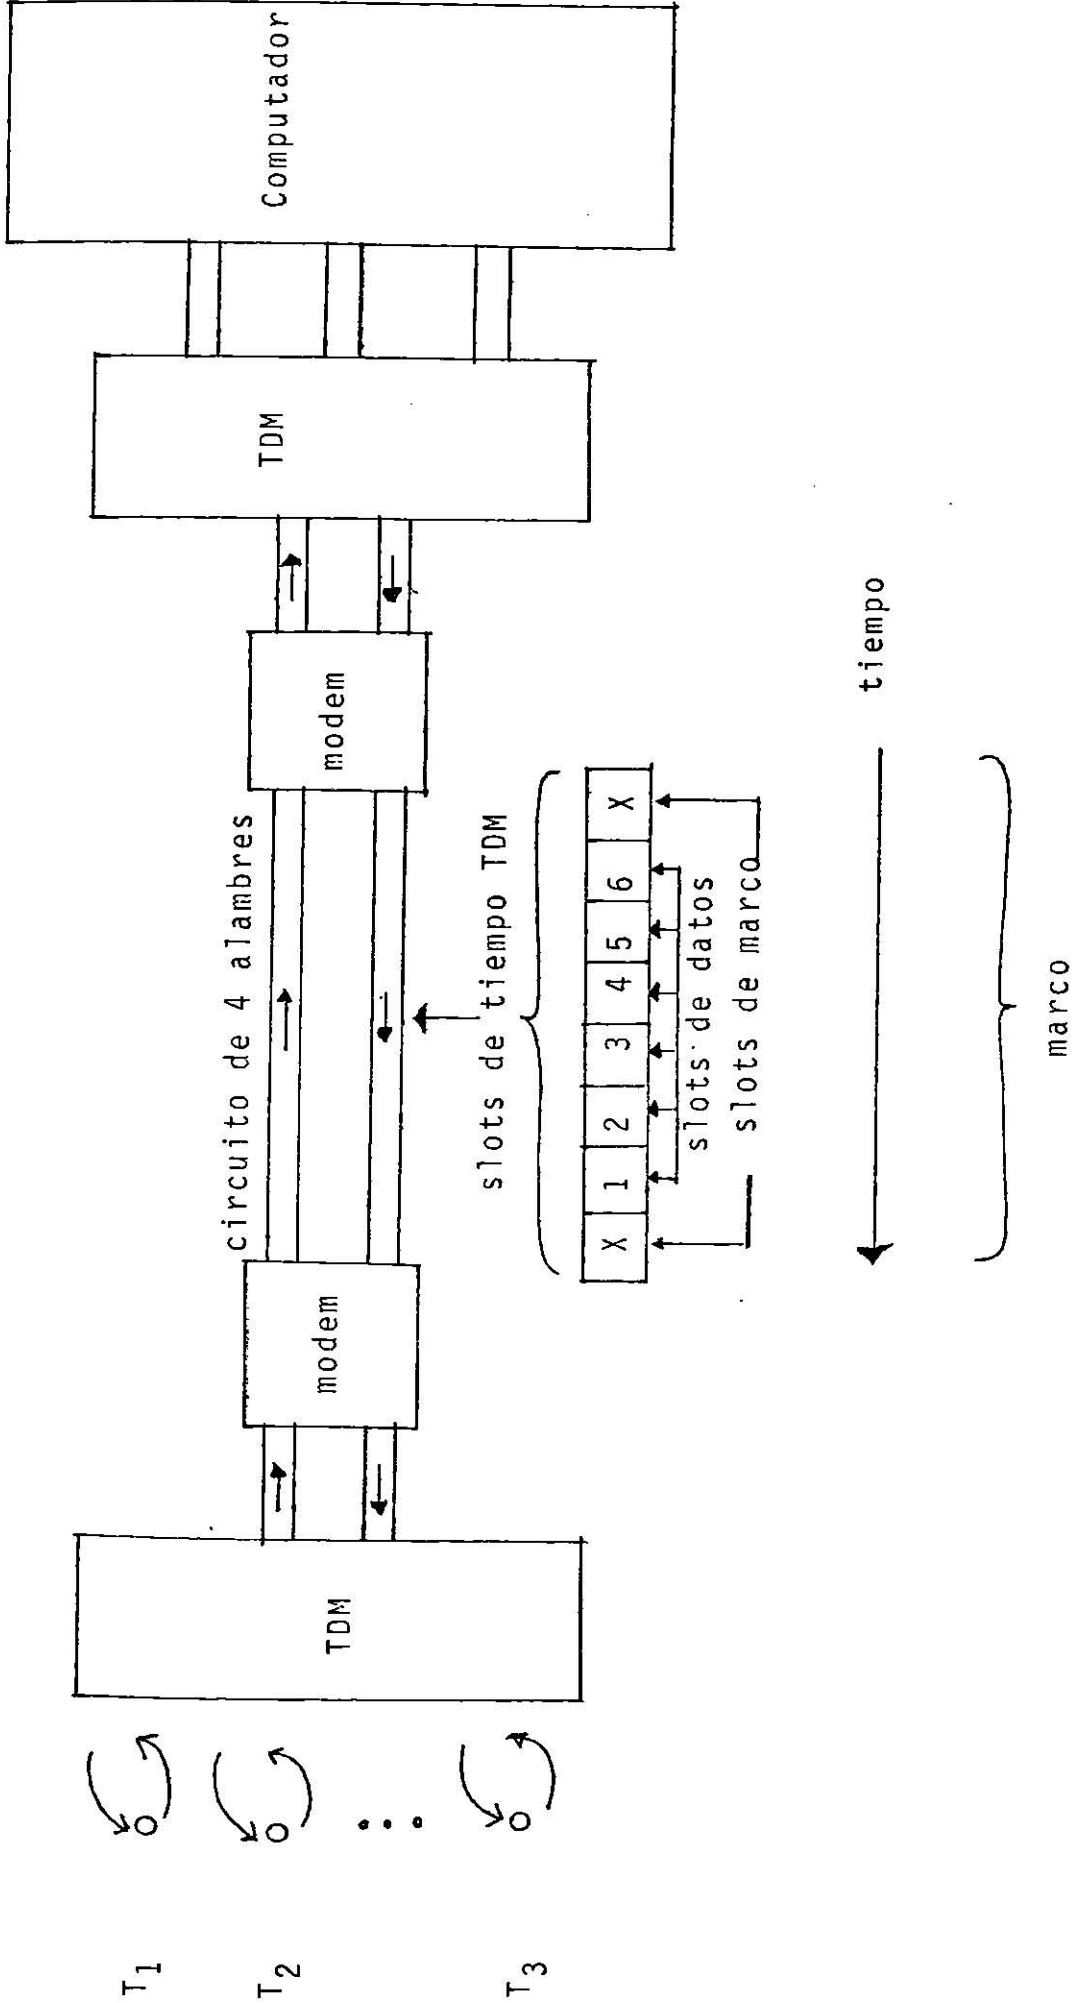 T1
T2
...
T3
TDM
modem
circuito de 4 alambres
modem
TDM
Computador
slots de tiempo TDM
X 1 2 3 4 5 6 X
slots de datos
slots de marco
tiempo
marco